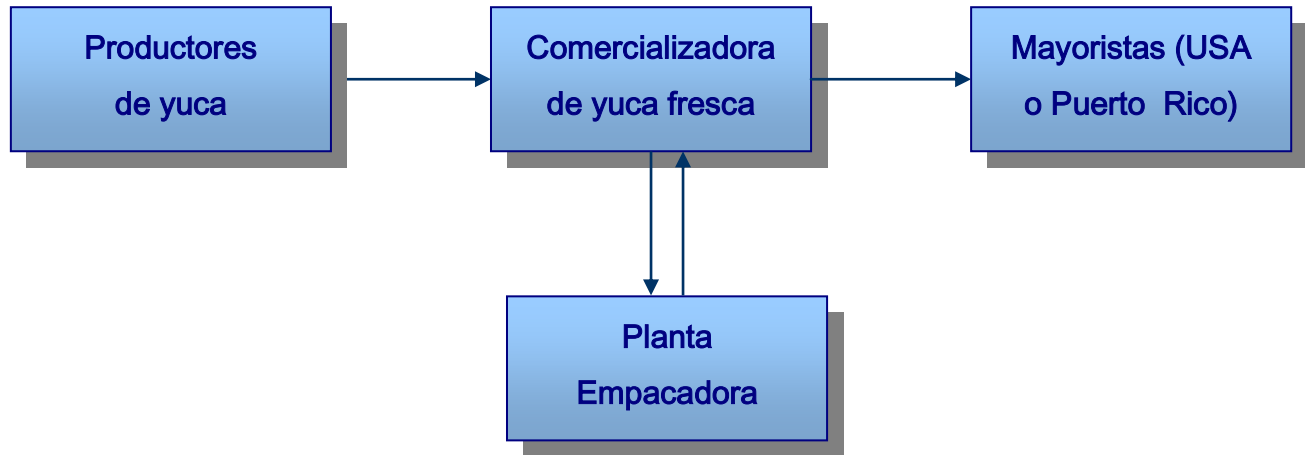 Productores
de yuca
Comercializadora
de yuca fresca
Mayoristas (USA
o Puerto  Rico)
Planta
Empacadora